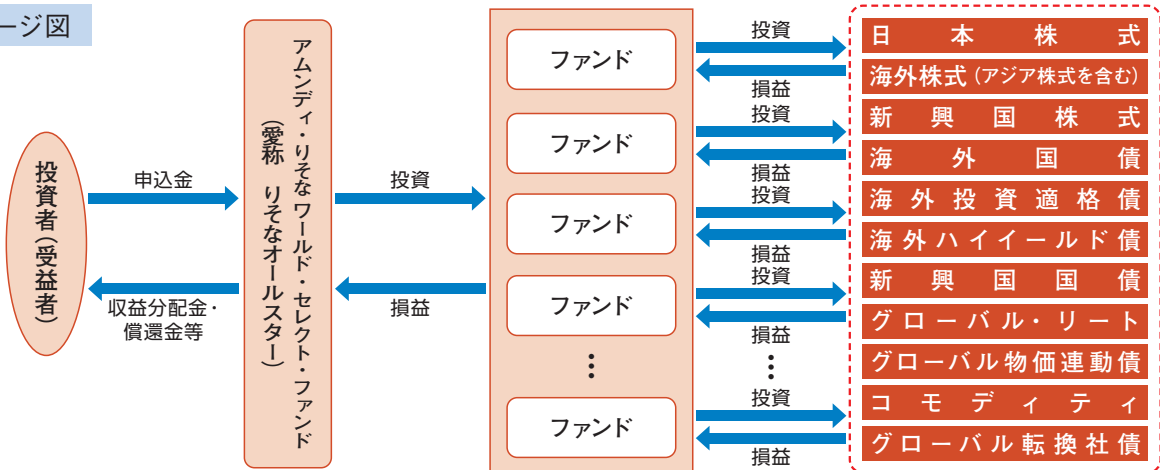 ージ図
投資者(受益者)
申込金
収益分配金・
償還金等
アムンディ・りそなワールド・セレクト・ファンド
(愛称 りそなオールスター)
投資
損益
ファンド
ファンド
ファンド
ファンド
⋮
ファンド
投資
損益
投資
損益
投資
損益
投資
損益
⋮
投資
損益
日本株式
海外株式(アジア株式を含む)
新興国株式
海外国債
海外投資適格債
海外ハイイールド債
新興国国債
グローバル・リート
グローバル物価連動債
コモディティ
グローバル転換社債